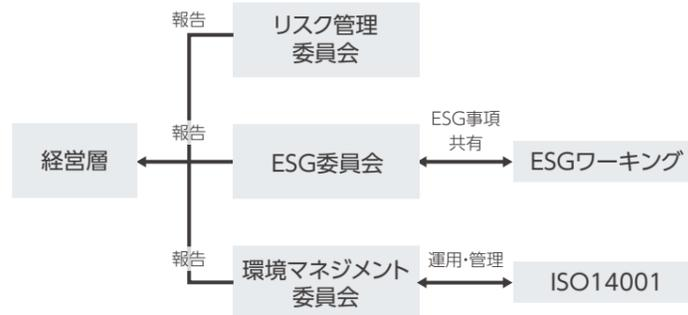 報告
リスク管理
委員会
報告
経営層
ESG委員会
ESG事項
共有
ESGワーキング
報告
環境マネジメント
委員会
運用・管理
ISO14001